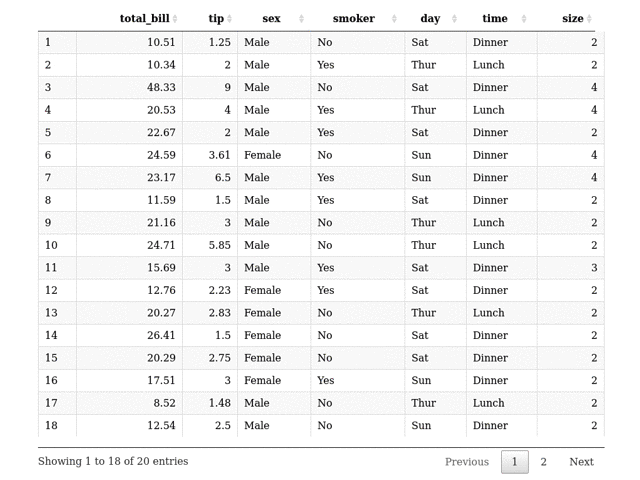 total_bill tip sex smoker day time size
1 10.51 1.25 Male No Sat Dinner 2
2 10.34 2 Male Yes Thur Lunch 2
3 48.33 9 Male No Sat Dinner 4
4 20.53 4 Male Yes Thur Lunch 4
5 22.67 2 Male Yes Sat Dinner 2
6 24.59 3.61 Female No Sun Dinner 4
7 23.17 6.5 Male Yes Sun Dinner 4
8 11.59 1.5 Male Yes Sat Dinner 2
9 21.16 3 Male No Thur Lunch 2
10 24.71 5.85 Male No Thur Lunch 2
11 15.69 3 Male Yes Sat Dinner 3
12 12.76 2.23 Female Yes Sat Dinner 2
13 20.27 2.83 Female No Thur Lunch 2
14 26.41 1.5 Female No Sat Dinner 2
15 20.29 2.75 Female No Sat Dinner 2
16 17.51 3 Female Yes Sun Dinner 2
17 8.52 1.48 Male No Thur Lunch 2
18 12.54 2.5 Male No Sun Dinner 2
Showing 1 to 18 of 20 entries Previous 1 2 Next